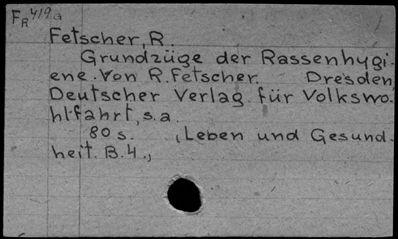 FR 419a
Fetscher, R.
Grundzüge der Rassenhygi-
ene. Von R. Fetscher. Dresden,
Deutscher Verlag für Volkswo-
hlfahrt, s.a.
80 s. (Leben und Gesund-
heit. B.4.,